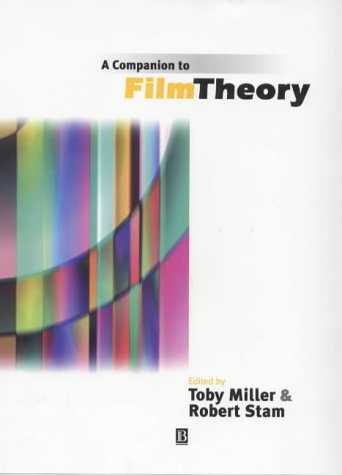 A Companion to
FilmTheory
Edited by
Toby Miller &
Robert Stam
B